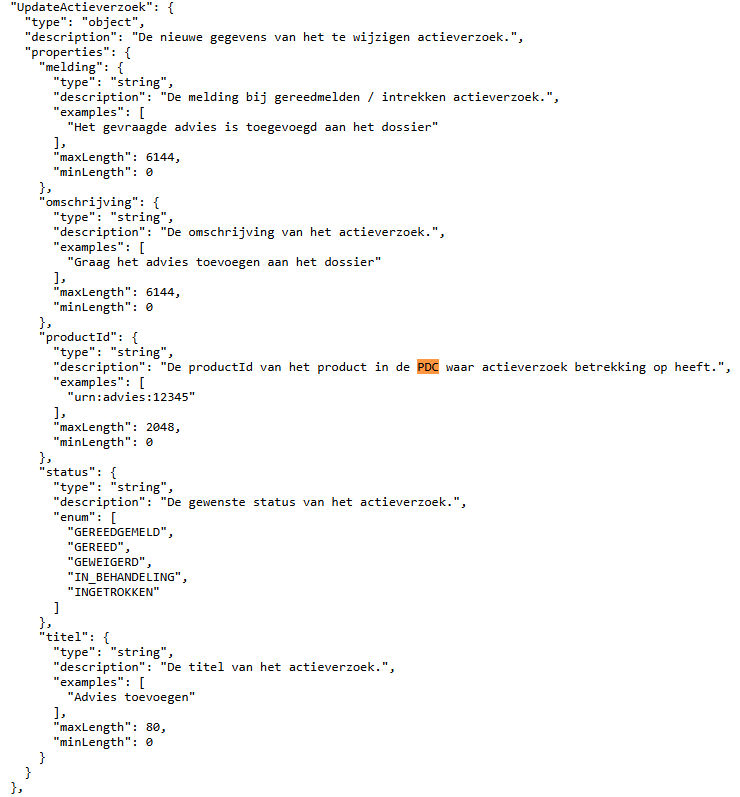 "UpdateActieverzoek": {
"type": "object",
"description": "De nieuwe gegevens van het te wijzigen actieverzoek.",
"properties": {
"melding": {
"type": "string",
"description": "De melding bij gereedmelden / intrekken actieverzoek.",
"examples": [
"Het gevraagde advies is toegevoegd aan het dossier"
],
"maxLength": 6144,
"minLength": 0
},
"omschrijving": {
"type": "string",
"description": "De omschrijving van het actieverzoek.",
"examples": [
"Graag het advies toevoegen aan het dossier"
],
"maxLength": 6144,
"minLength": 0
},
"productId": {
"type": "string",
"description": "De productId van het product in de PDC waar actieverzoek betrekking op heeft.",
"examples": [
"urn:advies:12345"
],
"maxLength": 2048,
"minLength": 0
},
"status": {
"type": "string",
"description": "De gewenste status van het actieverzoek.",
"enum": [
"GEREEDGEMELD",
"GEREED",
"GEWEIGERD",
"IN_BEHANDELING",
"INGETROKKEN"
]
},
"titel": {
"type": "string",
"description": "De titel van het actieverzoek.",
"examples": [
"Advies toevoegen"
],
"maxLength": 80,
"minLength": 0
}
}
},